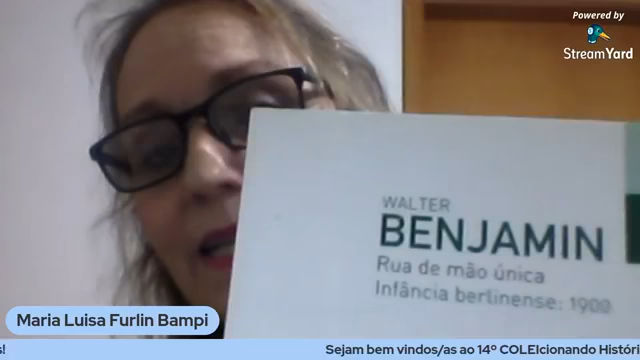 Powered by
StreamYard
WALTER
BENJAMIN
Rua de mão única
Infância berlinense: 1900
Maria Luisa Furlin Bampi
s!
Sejam bem vindos/as ao 14º COLEIcionando Históri